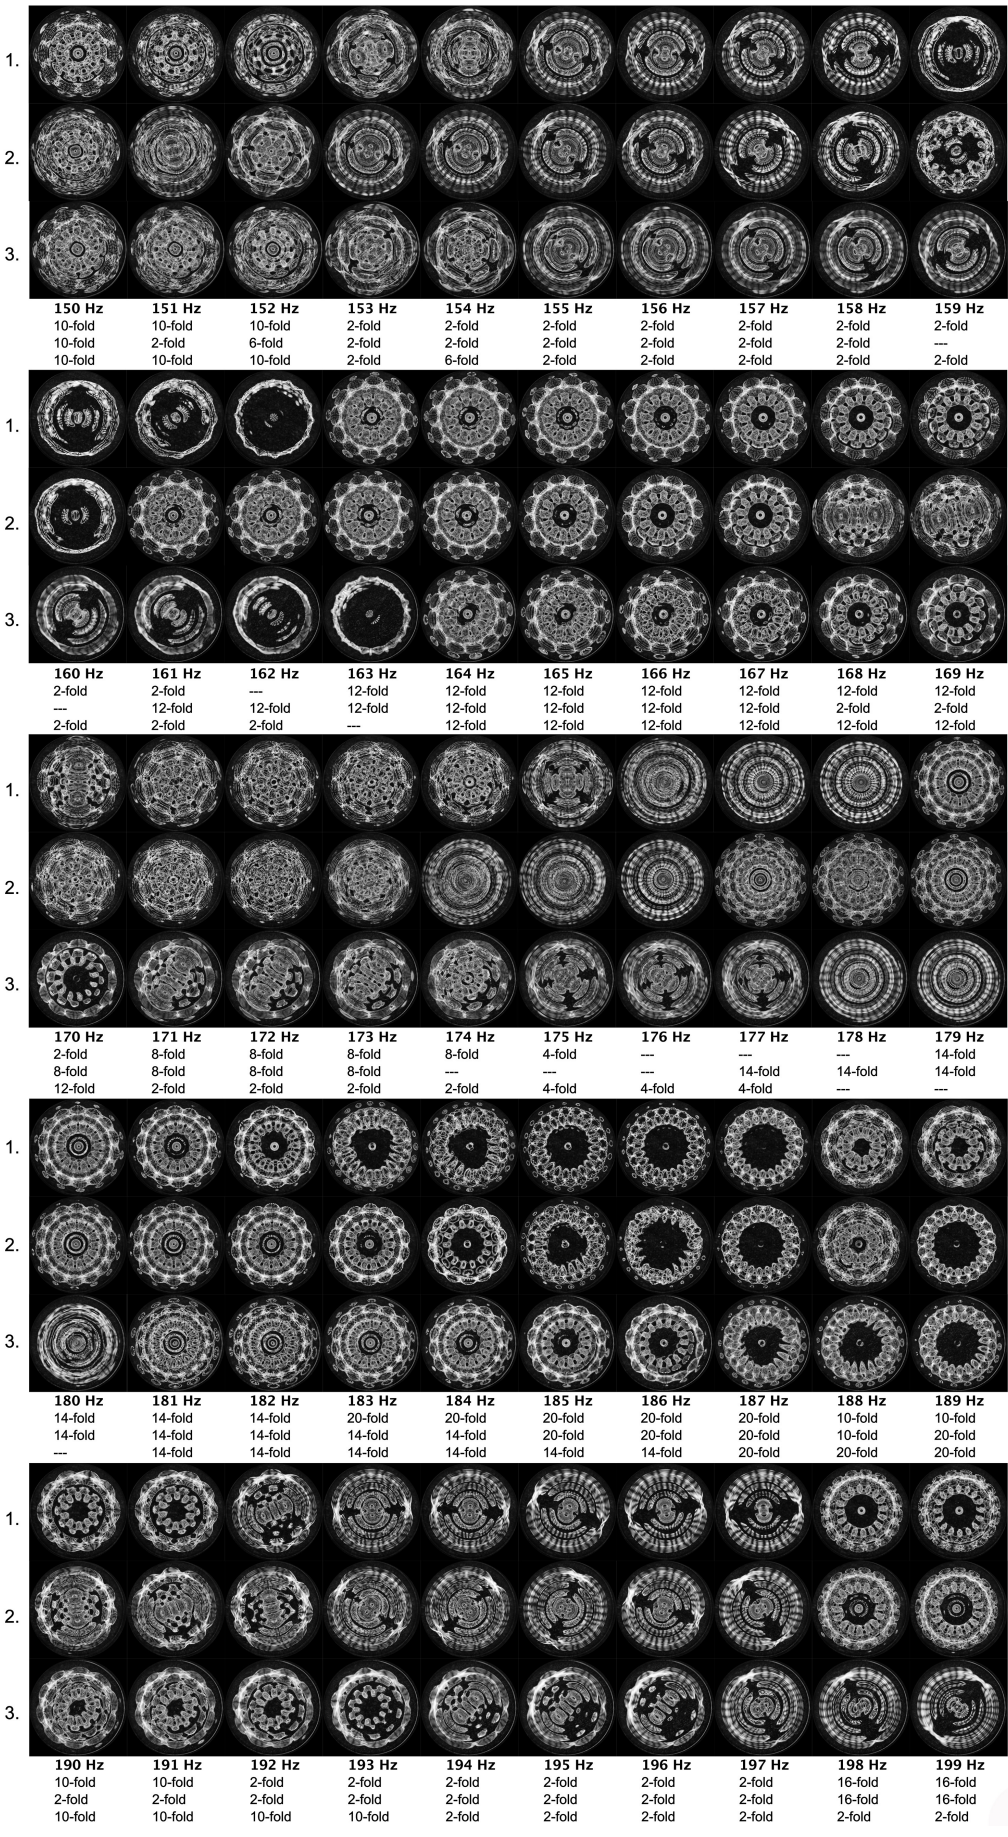 1.
2.
3.
150 Hz 151 Hz 152 Hz 153 Hz 154 Hz 155 Hz 156 Hz 157 Hz 158 Hz 159 Hz
10-fold 10-fold 10-fold 2-fold 2-fold 2-fold 2-fold 2-fold 2-fold 2-fold
10-fold 2-fold 6-fold 2-fold 2-fold 2-fold 2-fold 2-fold 2-fold ---
10-fold 10-fold 10-fold 2-fold 6-fold 2-fold 2-fold 2-fold 2-fold 2-fold
1.
2.
3.
160 Hz 161 Hz 162 Hz 163 Hz 164 Hz 165 Hz 166 Hz 167 Hz 168 Hz 169 Hz
2-fold 2-fold --- 12-fold 12-fold 12-fold 12-fold 12-fold 12-fold 12-fold
--- 12-fold 12-fold 12-fold 12-fold 12-fold 12-fold 12-fold 2-fold 2-fold
2-fold 2-fold 2-fold --- 12-fold 12-fold 12-fold 12-fold 12-fold 12-fold
1.
2.
3.
170 Hz 171 Hz 172 Hz 173 Hz 174 Hz 175 Hz 176 Hz 177 Hz 178 Hz 179 Hz
2-fold 8-fold 8-fold 8-fold 8-fold 4-fold --- --- --- 14-fold
8-fold 8-fold 8-fold 8-fold --- --- --- 14-fold 14-fold 14-fold
12-fold 2-fold 2-fold 2-fold 2-fold 4-fold 4-fold 4-fold --- ---
1.
2.
3.
180 Hz 181 Hz 182 Hz 183 Hz 184 Hz 185 Hz 186 Hz 187 Hz 188 Hz 189 Hz
14-fold 14-fold 14-fold 20-fold 20-fold 20-fold 20-fold 20-fold 10-fold 10-fold
14-fold 14-fold 14-fold 14-fold 14-fold 20-fold 20-fold 20-fold 10-fold 20-fold
--- 14-fold 14-fold 14-fold 14-fold 14-fold 14-fold 20-fold 20-fold 20-fold
1.
2.
3.
190 Hz 191 Hz 192 Hz 193 Hz 194 Hz 195 Hz 196 Hz 197 Hz 198 Hz 199 Hz
10-fold 10-fold 2-fold 2-fold 2-fold 2-fold 2-fold 2-fold 16-fold 16-fold
2-fold 2-fold 2-fold 2-fold 2-fold 2-fold 2-fold 2-fold 16-fold 16-fold
10-fold 10-fold 10-fold 10-fold 2-fold 2-fold 2-fold 2-fold 2-fold 2-fold